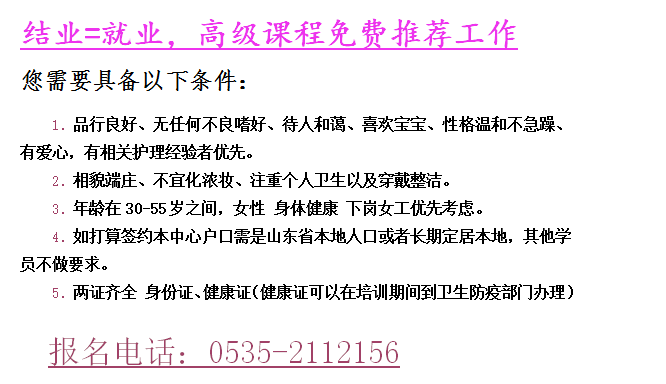 结业=就业，高级课程免费推荐工作
您需要具备以下条件：
1. 品行良好、无任何不良嗜好、待人和蔼、喜欢宝宝、性格温和不急躁、
有爱心，有相关护理经验者优先。
2. 相貌端庄、不宜化浓妆、注重个人卫生以及穿戴整洁。
3. 年龄在30-55岁之间，女性 身体健康 下岗女工优先考虑。
4. 如打算签约本中心户口需是山东省本地人口或者长期定居本地，其他学
员不做要求。
5. 两证齐全 身份证、健康证(健康证可以在培训期间到卫生防疫部门办理)
报名电话：0535-2112156